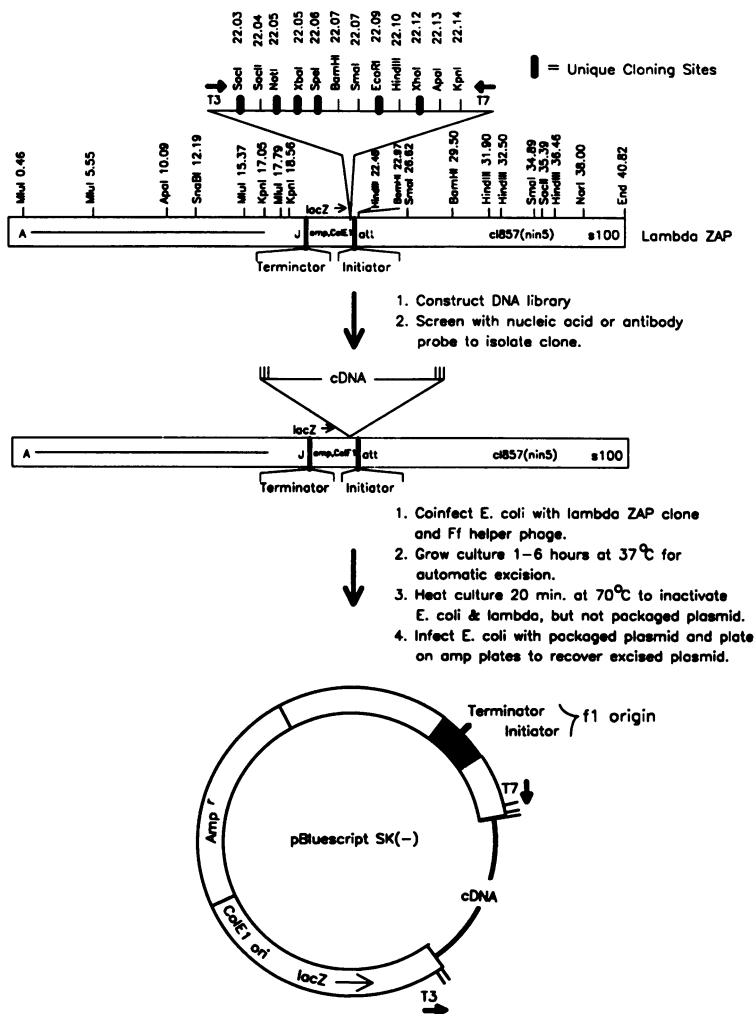 22.03
22.04
22.05
22.05
22.06
22.07
22.07
22.09
22.10
22.12
22.13
22.14
SacI
SacII
NotI
XbaI
SpeI
BamHI
SmaI
EcoRI
HindIII
XhoI
ApaI
KpnI
= Unique Cloning Sites
T3
T7
MluI 0.46
MluI 5.55
ApaI 10.09
SnaBI 12.19
MluI 15.37
KpnI 17.05
MluI 17.79
KpnI 18.56
HindIII 22.48
BamHI 22.87
SmaI 26.62
BamHI 29.50
HindIII 31.90
HindIII 32.50
SmaI 34.89
SacII 35.39
HindIII 36.46
NarI 38.00
End 40.82
lacZ
A
J
amp,ColE1
att
cI857(nin5)
s100
Lambda ZAP
Terminctor
Initiator
1. Construct DNA library
2. Screen with nucleic acid or antibody
probe to isolate clone.
cDNA
lacZ
A
J
amp,ColE1
att
cI857(nin5)
s100
Terminator
Initiator
1. Coinfect E. coli with lambda ZAP clone
and Ff helper phage.
2. Grow culture 1-6 hours at 37°C for
automatic excision.
3. Heat culture 20 min. at 70°C to inactivate
E. coli & lambda, but not packaged plasmid.
4. Infect E. coli with packaged plasmid and plate
on amp plates to recover excised plasmid.
Terminator
Initiator
f1 origin
T7
Amp r
pBluescript SK(-)
cDNA
ColE1 ori
lacZ
T3